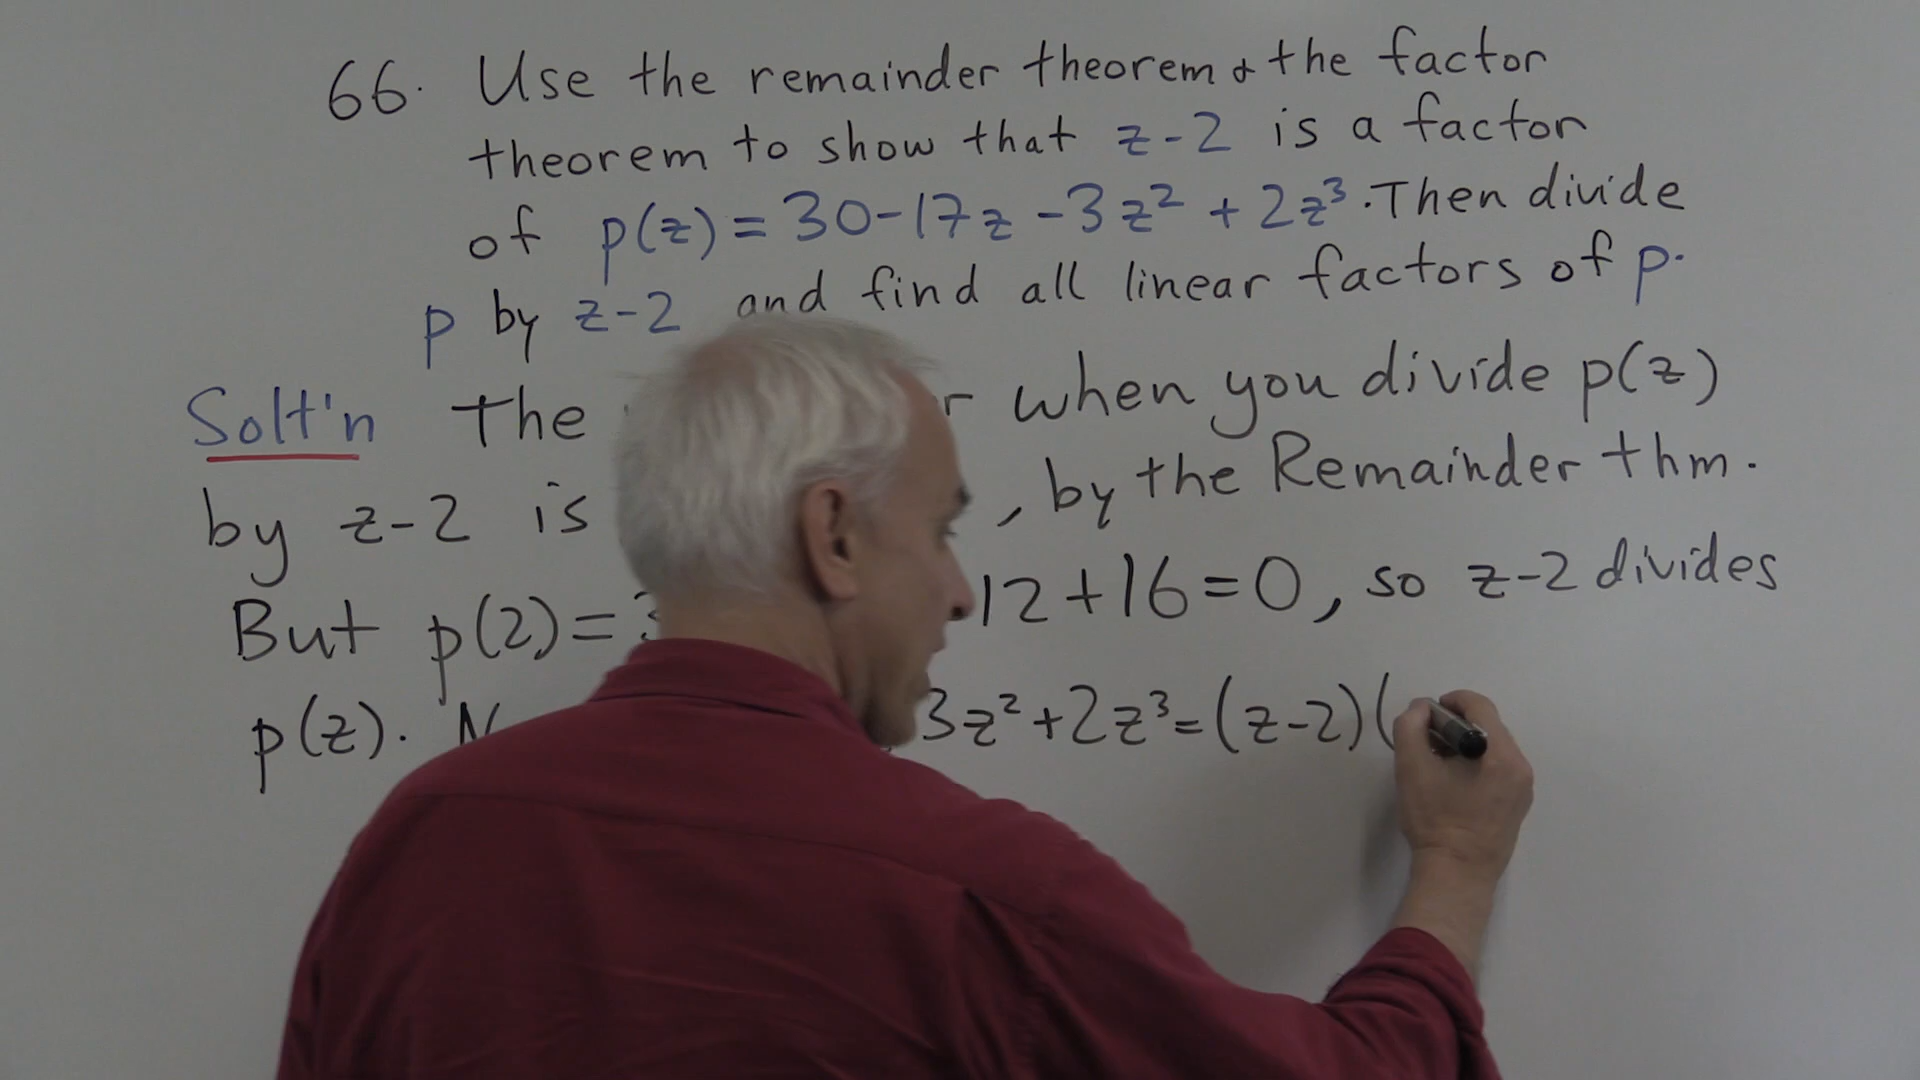 66. Use the remainder theorem & the factor
theorem to show that z-2 is a factor
of p(z) = 30-17z-3z²+2z³. Then divide
p by z-2 and find all linear factors of p.
Solt'n The when you divide p(z)
by z-2 is , by the Remainder thm.
But p(2)= 12+16=0, so z-2 divides
p(z). 3z²+2z³=(z-2)(